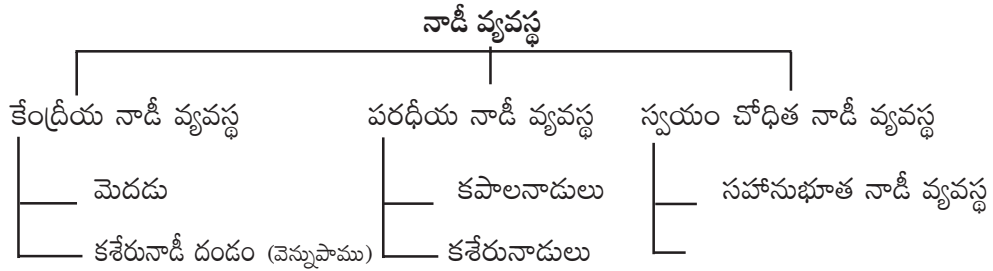 నాడీ వ్యవస్థ
కేంద్రీయ నాడీ వ్యవస్థ పరధీయ నాడీ వ్యవస్థ స్వయం చోధిత నాడీ వ్యవస్థ
మెదడు కపాలనాడులు సహానుభూత నాడీ వ్యవస్థ
కశేరునాడీ దండం (వెన్నుపాము) కశేరునాడులు